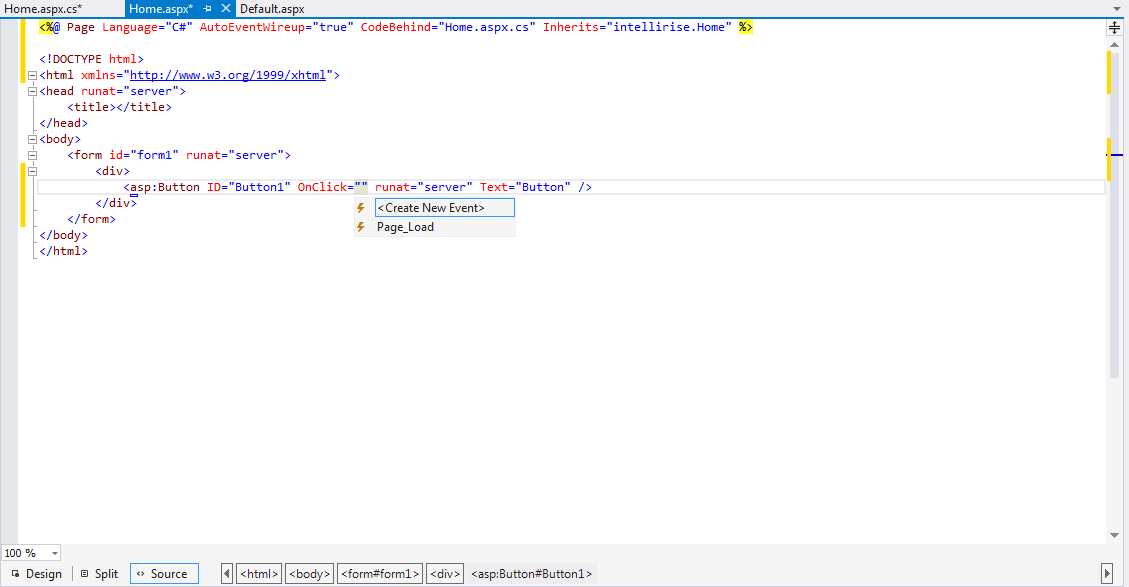 Home.aspx.cs* Home.aspx* Default.aspx
<%@ Page Language="C#" AutoEventWireup="true" CodeBehind="Home.aspx.cs" Inherits="intellirise.Home" %>
<!DOCTYPE html>
<html xmlns="http://www.w3.org/1999/xhtml">
<head runat="server">
<title></title>
</head>
<body>
<form id="form1" runat="server">
<div>
<asp:Button ID="Button1" OnClick="" runat="server" Text="Button" />
</div>
<Create New Event>
</form>
Page_Load
</body>
</html>
100 %
Design Split Source <html> <body> <form#form1> <div> <asp:Button#Button1>